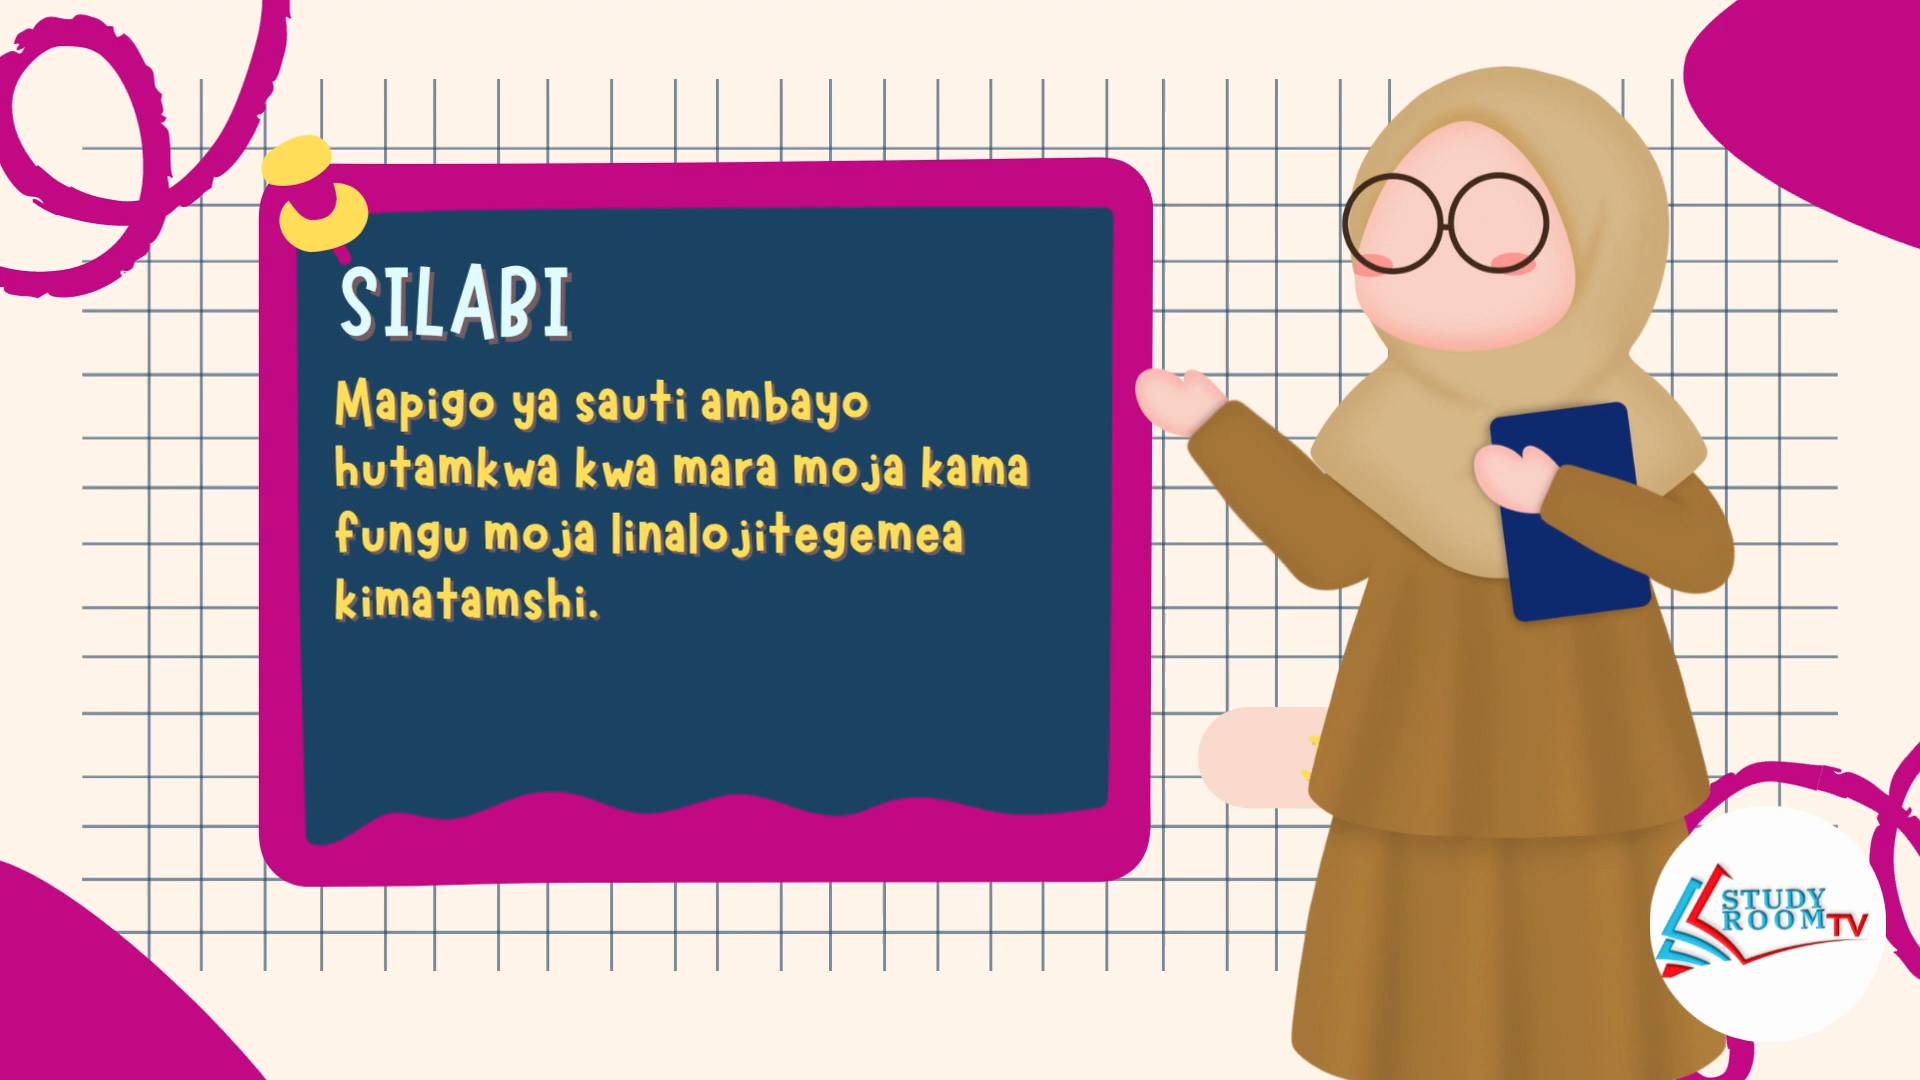 SILABI
Mapigo ya sauti ambayo
hutamkwa kwa mara moja kama
fungu moja linalojitegemea
kimatamshi.
STUDY
ROOM TV